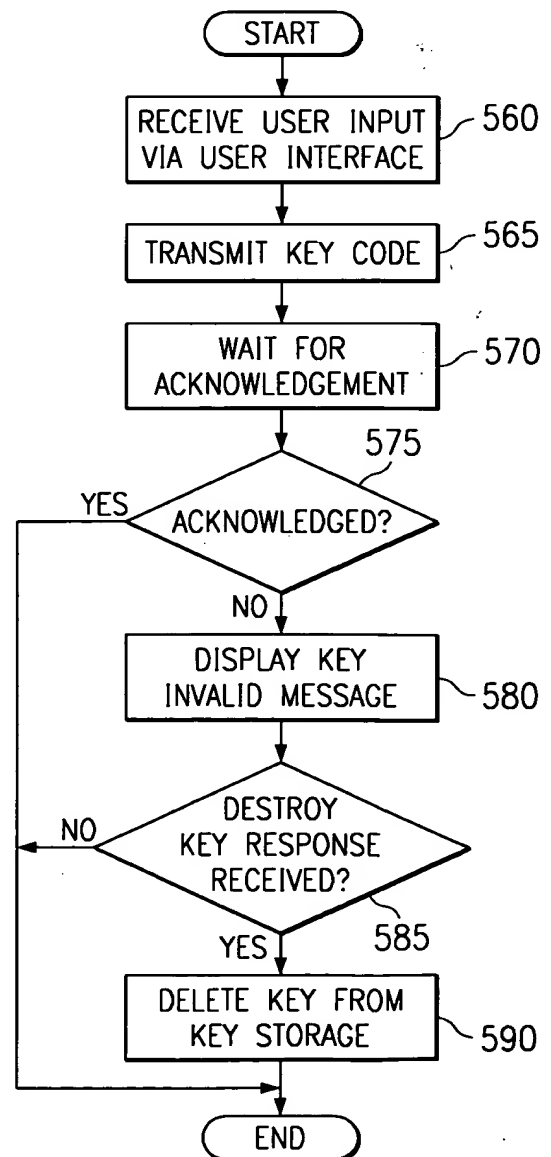 START
RECEIVE USER INPUT
VIA USER INTERFACE
560
TRANSMIT KEY CODE
565
WAIT FOR
ACKNOWLEDGEMENT
570
575
YES
ACKNOWLEDGED?
NO
DISPLAY KEY
INVALID MESSAGE
580
NO
DESTROY
KEY RESPONSE
RECEIVED?
585
YES
DELETE KEY FROM
KEY STORAGE
590
END